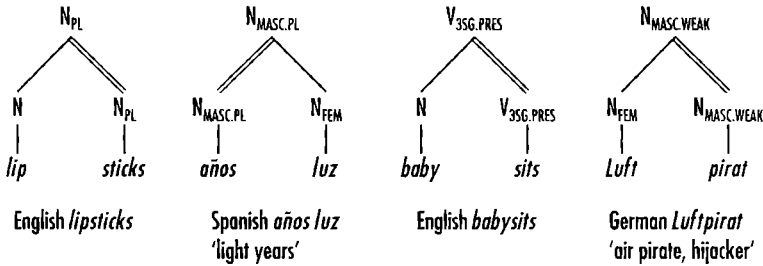 N_PL N_MASC.PL V_3SG.PRES N_MASC.WEAK
N N_PL N_MASC.PL N_FEM N V_3SG.PRES N_FEM N_MASC.WEAK
lip sticks años luz baby sits Luft pirat
English lipsticks Spanish años luz English babysits German Luftpirat
'light years' 'air pirate, hijacker'